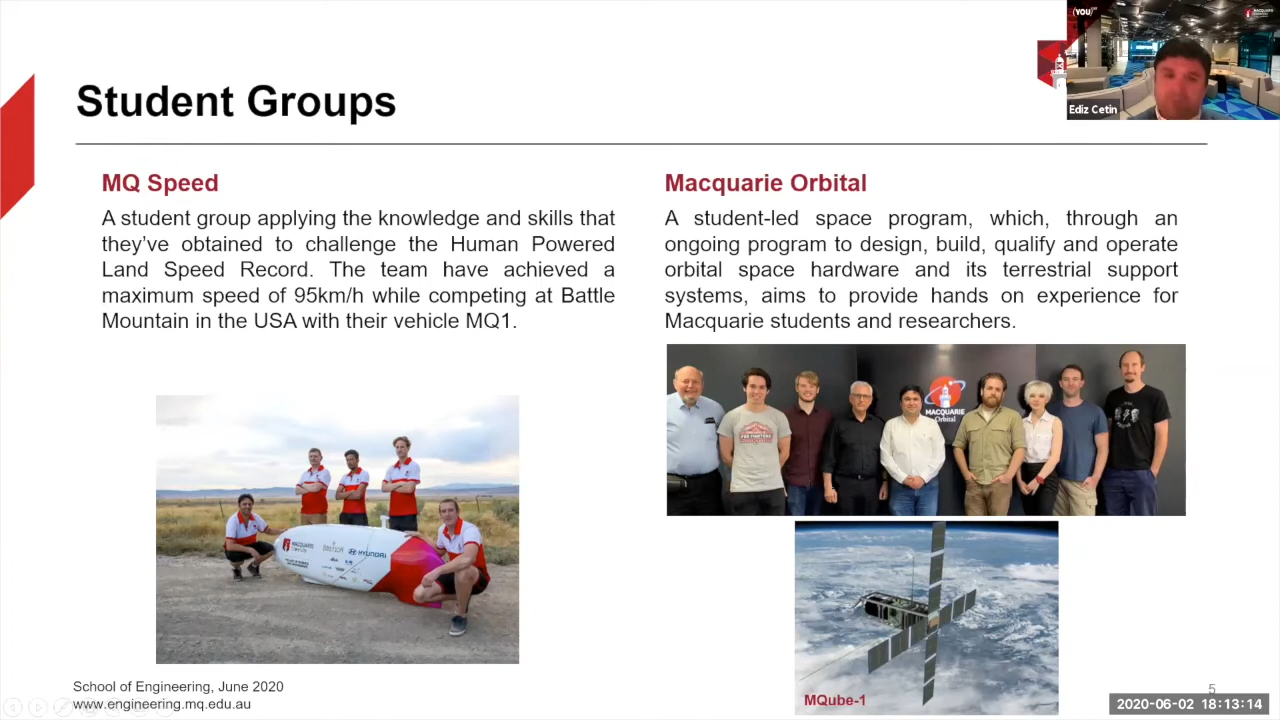 (YOU)
Ediz Cetin
Student Groups
MQ Speed
A student group applying the knowledge and skills that
they’ve obtained to challenge the Human Powered
Land Speed Record. The team have achieved a
maximum speed of 95km/h while competing at Battle
Mountain in the USA with their vehicle MQ1.
HYUNDAI
Macquarie Orbital
A student-led space program, which, through an
ongoing program to design, build, qualify and operate
orbital space hardware and its terrestrial support
systems, aims to provide hands on experience for
Macquarie students and researchers.
MACQUARIE
Orbital
MQube-1
School of Engineering, June 2020
www.engineering.mq.edu.au
5
2020-06-02 18:13:14